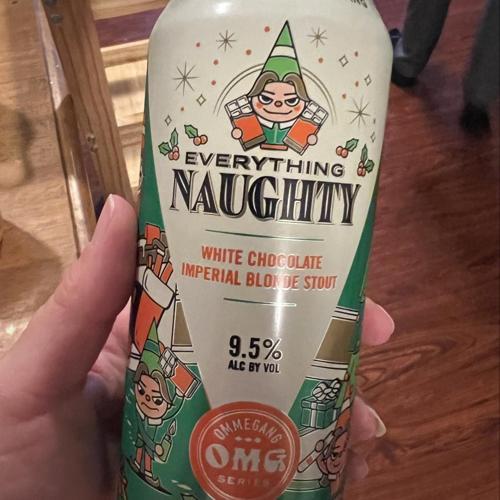 EVERYTHING
NAUGHTY
WHITE CHOCOLATE
IMPERIAL BLONDE STOUT
9.5%
ALC BY VOL
OMMEGANG
OMG
SERIES